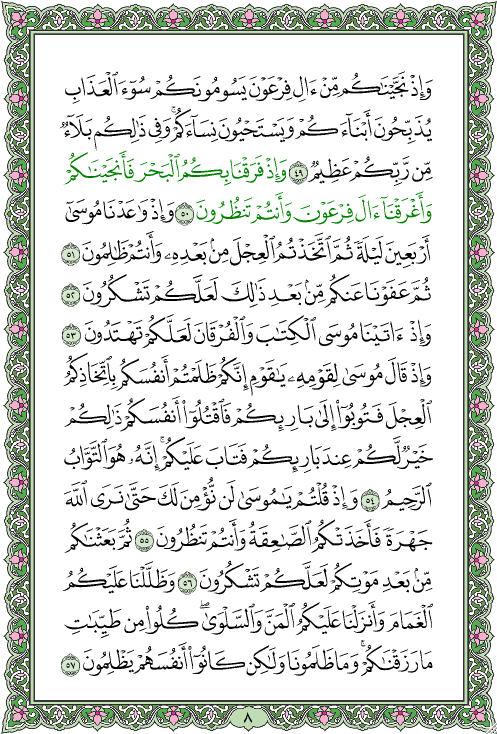 وَإِذْ نَجَّيْنَٰكُم مِّنْ ءَالِ فِرْعَوْنَ يَسُومُونَكُمْ سُوٓءَ ٱلْعَذَابِ
يُذَبِّحُونَ أَبْنَآءَكُمْ وَيَسْتَحْيُونَ نِسَآءَكُمْ ۚ وَفِى ذَٰلِكُم بَلَآءٌ
مِّن رَّبِّكُمْ عَظِيمٌ ٤٩ وَإِذْ فَرَقْنَا بِكُمُ ٱلْبَحْرَ فَأَنجَيْنَٰكُمْ
وَأَغْرَقْنَآ ءَالَ فِرْعَوْنَ وَأَنتُمْ تَنظُرُونَ ٥٠ وَإِذْ وَٰعَدْنَا مُوسَىٰٓ
أَرْبَعِينَ لَيْلَةً ثُمَّ ٱتَّخَذْتُمُ ٱلْعِجْلَ مِنۢ بَعْدِهِۦ وَأَنتُمْ ظَٰلِمُونَ ٥١
ثُمَّ عَفَوْنَا عَنكُم مِّنۢ بَعْدِ ذَٰلِكَ لَعَلَّكُمْ تَشْكُرُونَ ٥٢
وَإِذْ ءَاتَيْنَا مُوسَى ٱلْكِتَٰبَ وَٱلْفُرْقَانَ لَعَلَّكُمْ تَهْتَدُونَ ٥٣
وَإِذْ قَالَ مُوسَىٰ لِقَوْمِهِۦ يَٰقَوْمِ إِنَّكُمْ ظَلَمْتُمْ أَنفُسَكُم بِٱتِّخَاذِكُمُ
ٱلْعِجْلَ فَتُوبُوٓا۟ إِلَىٰ بَارِئِكُمْ فَٱقْتُلُوٓا۟ أَنفُسَكُمْ ذَٰلِكُمْ
خَيْرٌ لَّكُمْ عِندَ بَارِئِكُمْ فَتَابَ عَلَيْكُمْ ۚ إِنَّهُۥ هُوَ ٱلتَّوَّابُ
ٱلرَّحِيمُ ٥٤ وَإِذْ قُلْتُمْ يَٰمُوسَىٰ لَن نُّؤْمِنَ لَكَ حَتَّىٰ نَرَى ٱللَّهَ
جَهْرَةً فَأَخَذَتْكُمُ ٱلصَّٰعِقَةُ وَأَنتُمْ تَنظُرُونَ ٥٥ ثُمَّ بَعَثْنَٰكُم
مِّنۢ بَعْدِ مَوْتِكُمْ لَعَلَّكُمْ تَشْكُرُونَ ٥٦ وَظَلَّلْنَا عَلَيْكُمُ
ٱلْغَمَامَ وَأَنزَلْنَا عَلَيْكُمُ ٱلْمَنَّ وَٱلسَّلْوَىٰ ۖ كُلُوا۟ مِن طَيِّبَٰتِ
مَا رَزَقْنَٰكُمْ ۖ وَمَا ظَلَمُونَا وَلَٰكِن كَانُوٓا۟ أَنفُسَهُمْ يَظْلِمُونَ ٥٧
٨